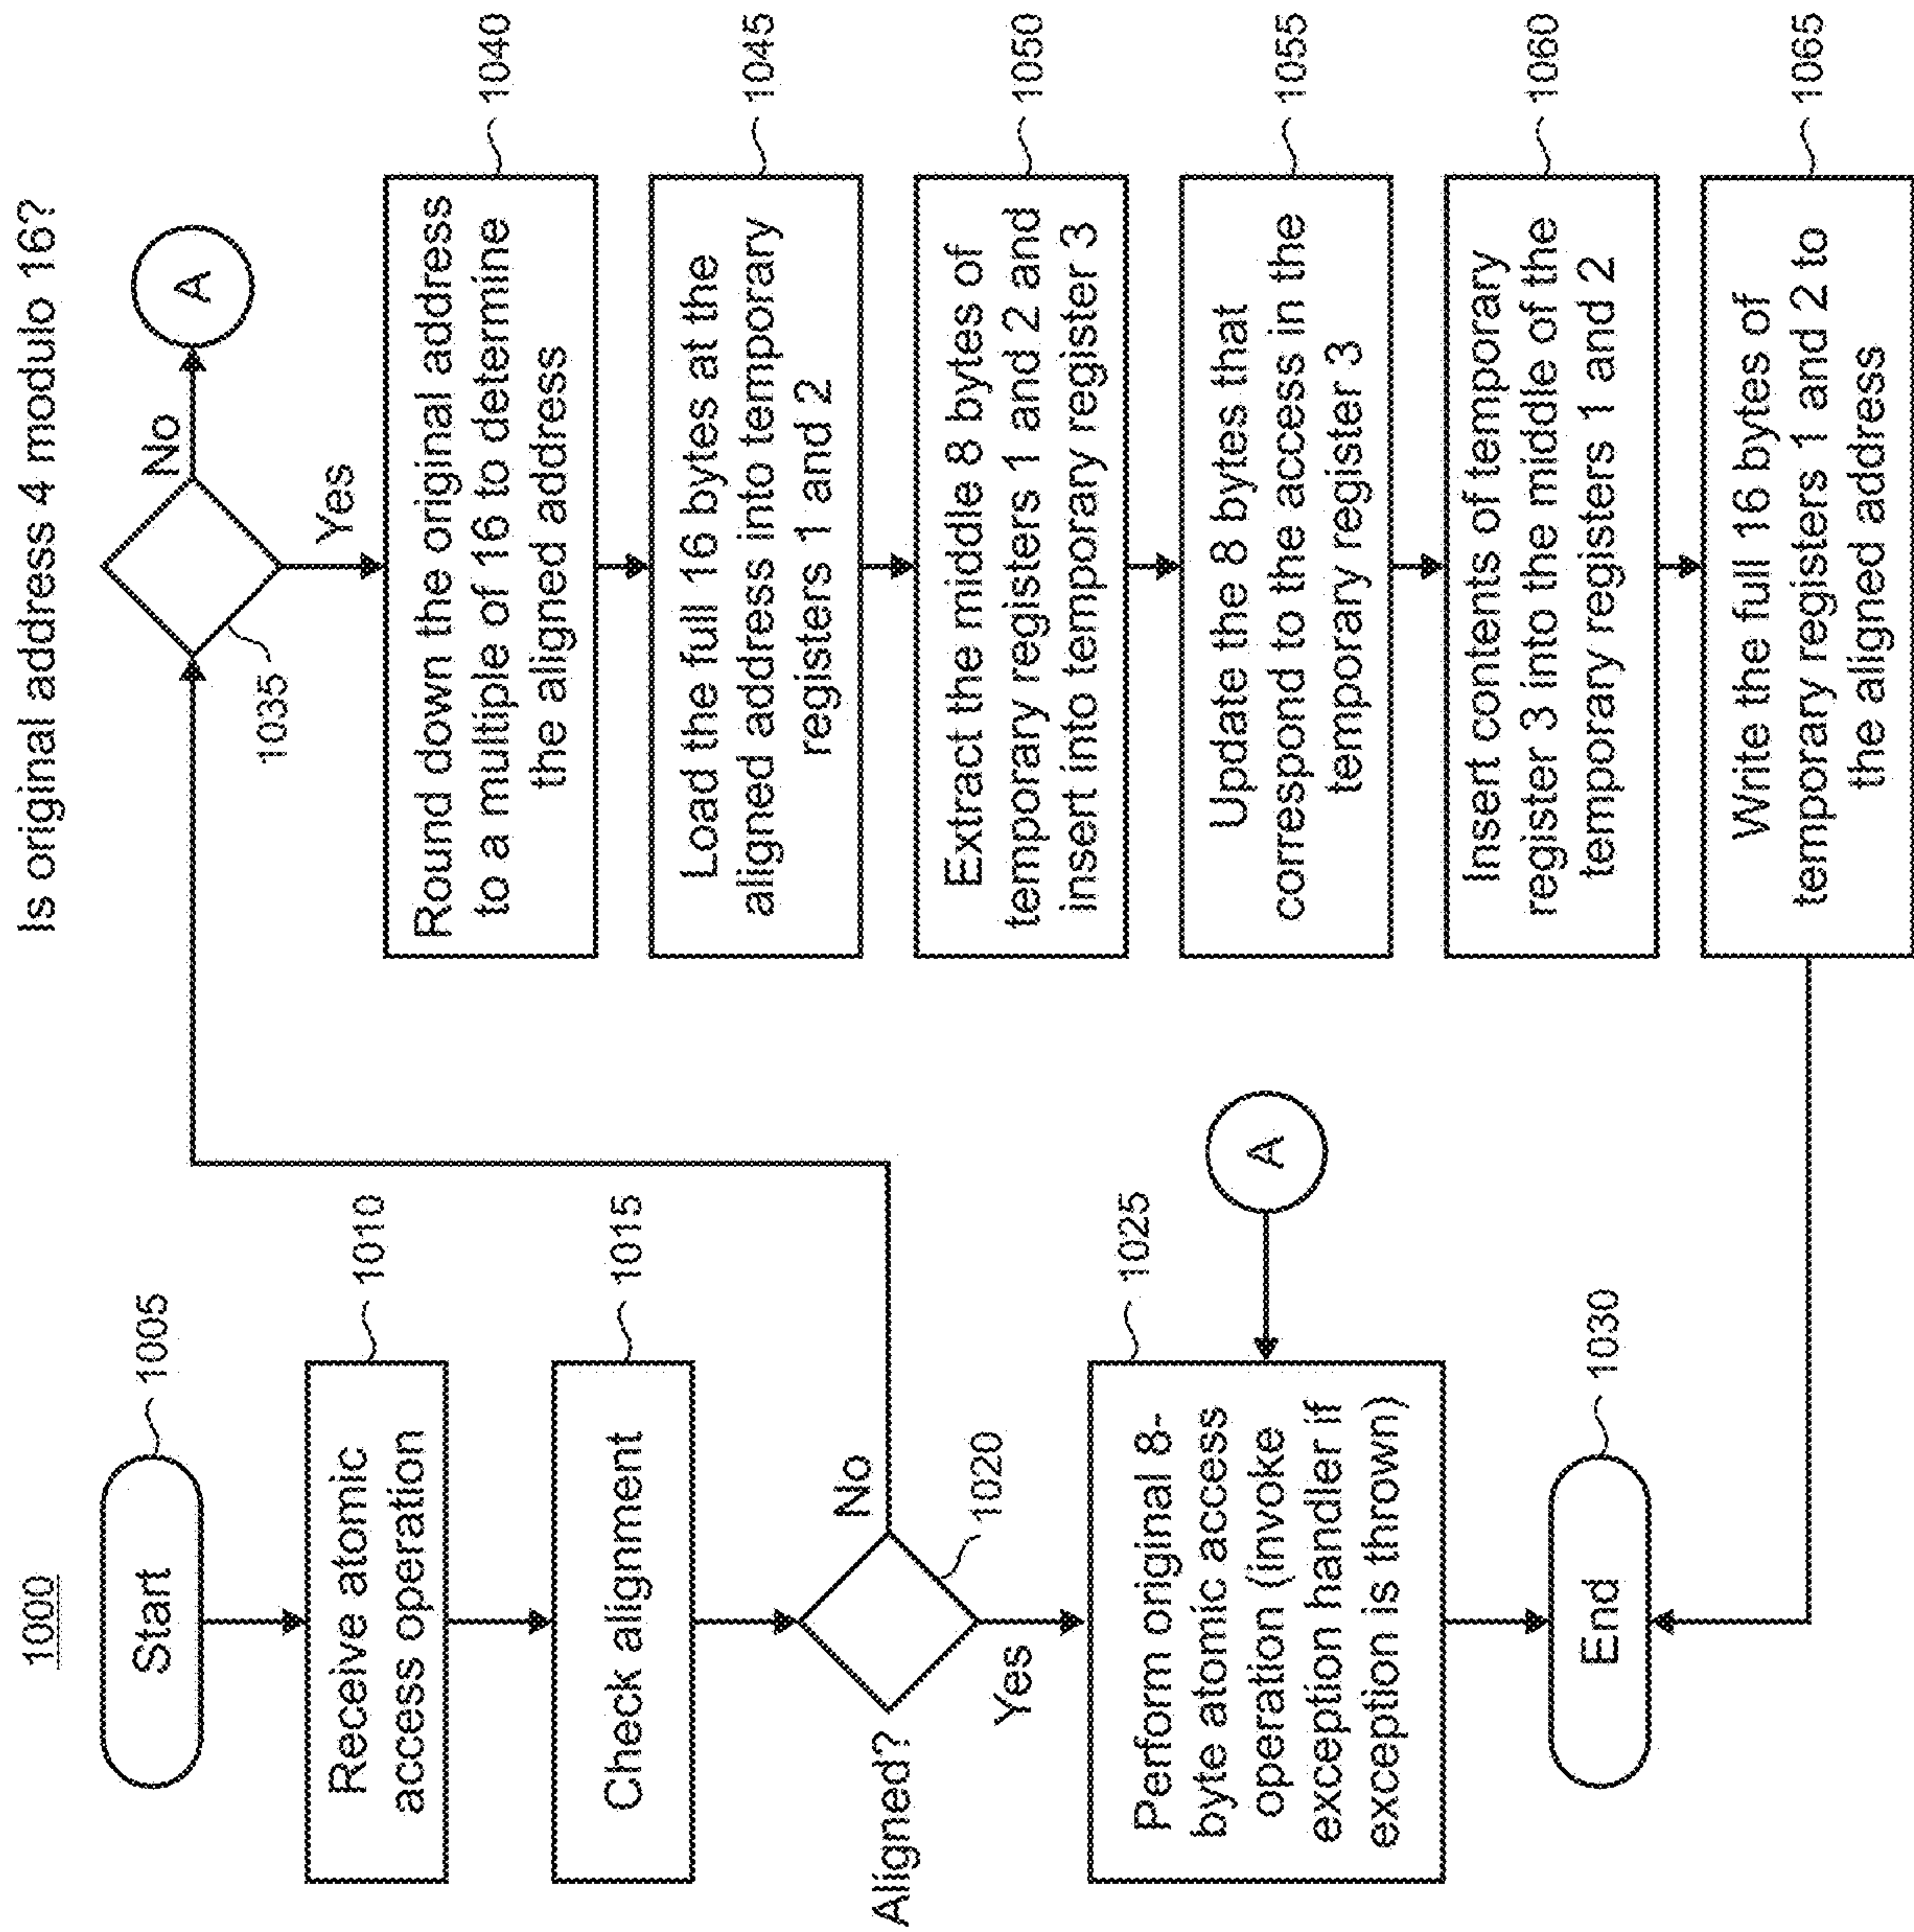 1000
Start
1005
Receive atomic
access operation
1010
Check alignment
1015
Aligned?
No
1020
Yes
Perform original 8-
byte atomic access
operation (invoke
exception handler if
exception is thrown)
1025
A
End
1030
Is original address 4 modulo 16?
1035
No
A
Yes
Round down the original address
to a multiple of 16 to determine
the aligned address
1040
Load the full 16 bytes at the
aligned address into temporary
registers 1 and 2
1045
Extract the middle 8 bytes of
temporary registers 1 and 2 and
insert into temporary register 3
1050
Update the 8 bytes that
correspond to the access in the
temporary register 3
1055
Insert contents of temporary
register 3 into the middle of the
temporary registers 1 and 2
1060
Write the full 16 bytes of
temporary registers 1 and 2 to
the aligned address
1065